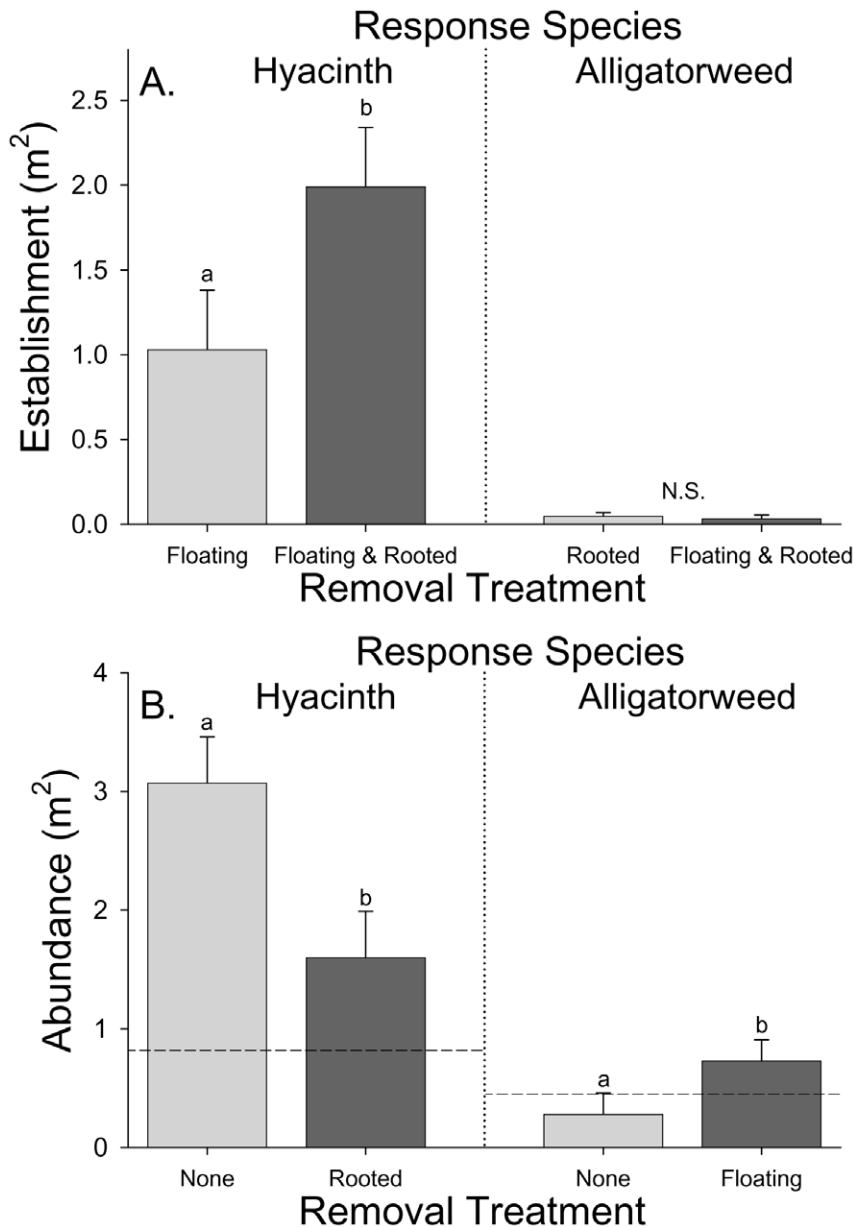 Response Species
A. Hyacinth Alligatorweed
Establishment (m²)
2.5
2.0
1.5
1.0
0.5
0.0
a
b
N.S.
Floating Floating & Rooted Rooted Floating & Rooted
Removal Treatment
Response Species
B. Hyacinth Alligatorweed
Abundance (m²)
4
3
2
1
0
a
b
a
b
None Rooted None Floating
Removal Treatment